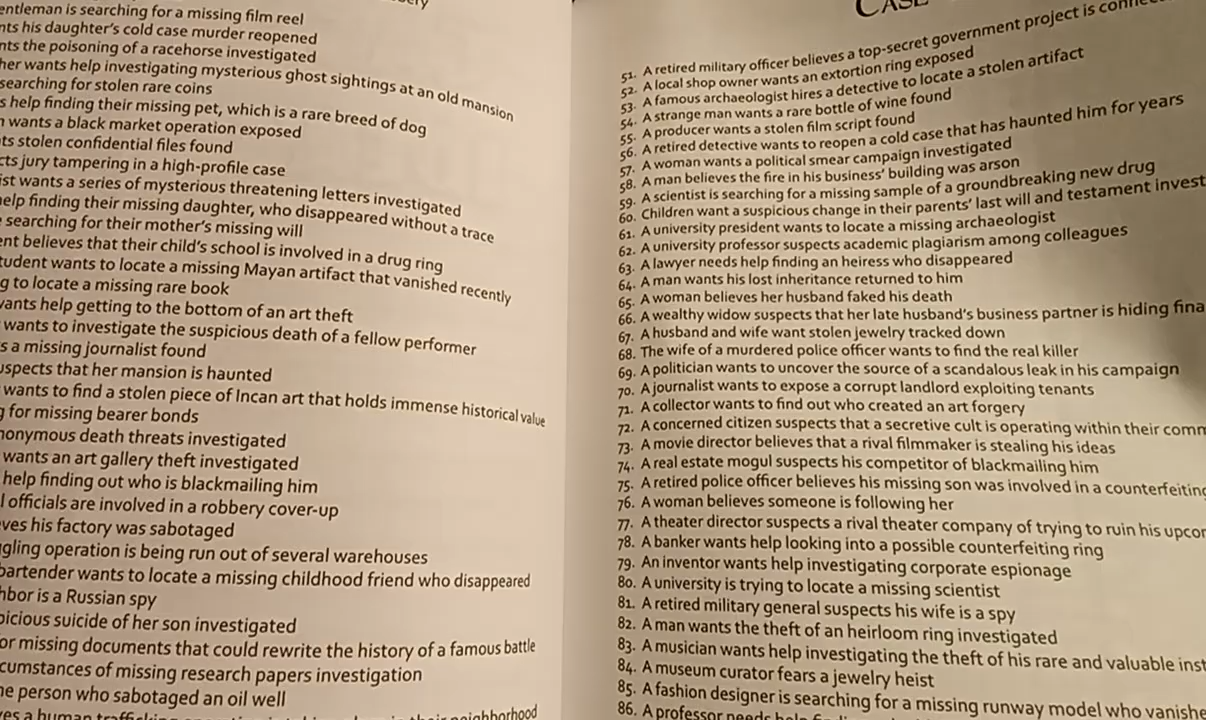 entleman is searching for a missing film reel
nts his daughter's cold case murder reopened
nts the poisoning of a racehorse investigated
her wants help investigating mysterious ghost sightings at an old mansion
searching for stolen rare coins
s help finding their missing pet, which is a rare breed of dog
n wants a black market operation exposed
ts stolen confidential files found
cts jury tampering in a high-profile case
ist wants a series of mysterious threatening letters investigated
help finding their missing daughter, who disappeared without a trace
searching for their mother's missing will
ent believes that their child's school is involved in a drug ring
tudent wants to locate a missing Mayan artifact that vanished recently
g to locate a missing rare book
vants help getting to the bottom of an art theft
wants to investigate the suspicious death of a fellow performer
s a missing journalist found
uspects that her mansion is haunted
wants to find a stolen piece of Incan art that holds immense historical value
g for missing bearer bonds
nonymous death threats investigated
wants an art gallery theft investigated
help finding out who is blackmailing him
l officials are involved in a robbery cover-up
ves his factory was sabotaged
ggling operation is being run out of several warehouses
bartender wants to locate a missing childhood friend who disappeared
hbor is a Russian spy
picious suicide of her son investigated
or missing documents that could rewrite the history of a famous battle
cumstances of missing research papers investigation
he person who sabotaged an oil well
ves a human
neighborhood
CASE
51. A retired military officer believes a top-secret government project is
52. A local shop owner wants an extortion ring exposed
53. A famous archaeologist hires a detective to locate a stolen artifact
54. A strange man wants a rare bottle of wine found
55. A producer wants a stolen film script found
56. A retired detective wants to reopen a cold case that has haunted him for years
57. A woman wants a political smear campaign investigated
58. A man believes the fire in his business' building was arson
59. A scientist is searching for a missing sample of a groundbreaking new drug
60. Children want a suspicious change in their parents' last will and testament invest
61. A university president wants to locate a missing archaeologist
62. A university professor suspects academic plagiarism among colleagues
63. A lawyer needs help finding an heiress who disappeared
64. A man wants his lost inheritance returned to him
65. A woman believes her husband faked his death
66. A wealthy widow suspects that her late husband's business partner is hiding fina
67. A husband and wife want stolen jewelry tracked down
68. The wife of a murdered police officer wants to find the real killer
69. A politician wants to uncover the source of a scandalous leak in his campaign
70. A journalist wants to expose a corrupt landlord exploiting tenants
71. A collector wants to find out who created an art forgery
72. A concerned citizen suspects that a secretive cult is operating within their comm
73. A movie director believes that a rival filmmaker is stealing his ideas
74. A real estate mogul suspects his competitor of blackmailing him
75. A retired police officer believes his missing son was involved in a counterfeiting
76. A woman believes someone is following her
77. A theater director suspects a rival theater company of trying to ruin his upcor
78. A banker wants help looking into a possible counterfeiting ring
79. An inventor wants help investigating corporate espionage
80. A university is trying to locate a missing scientist
81. A retired military general suspects his wife is a spy
82. A man wants the theft of an heirloom ring investigated
83. A musician wants help investigating the theft of his rare and valuable inst
84. A museum curator fears a jewelry heist
85. A fashion designer is searching for a missing runway model who vanishe
86. A professor needs help